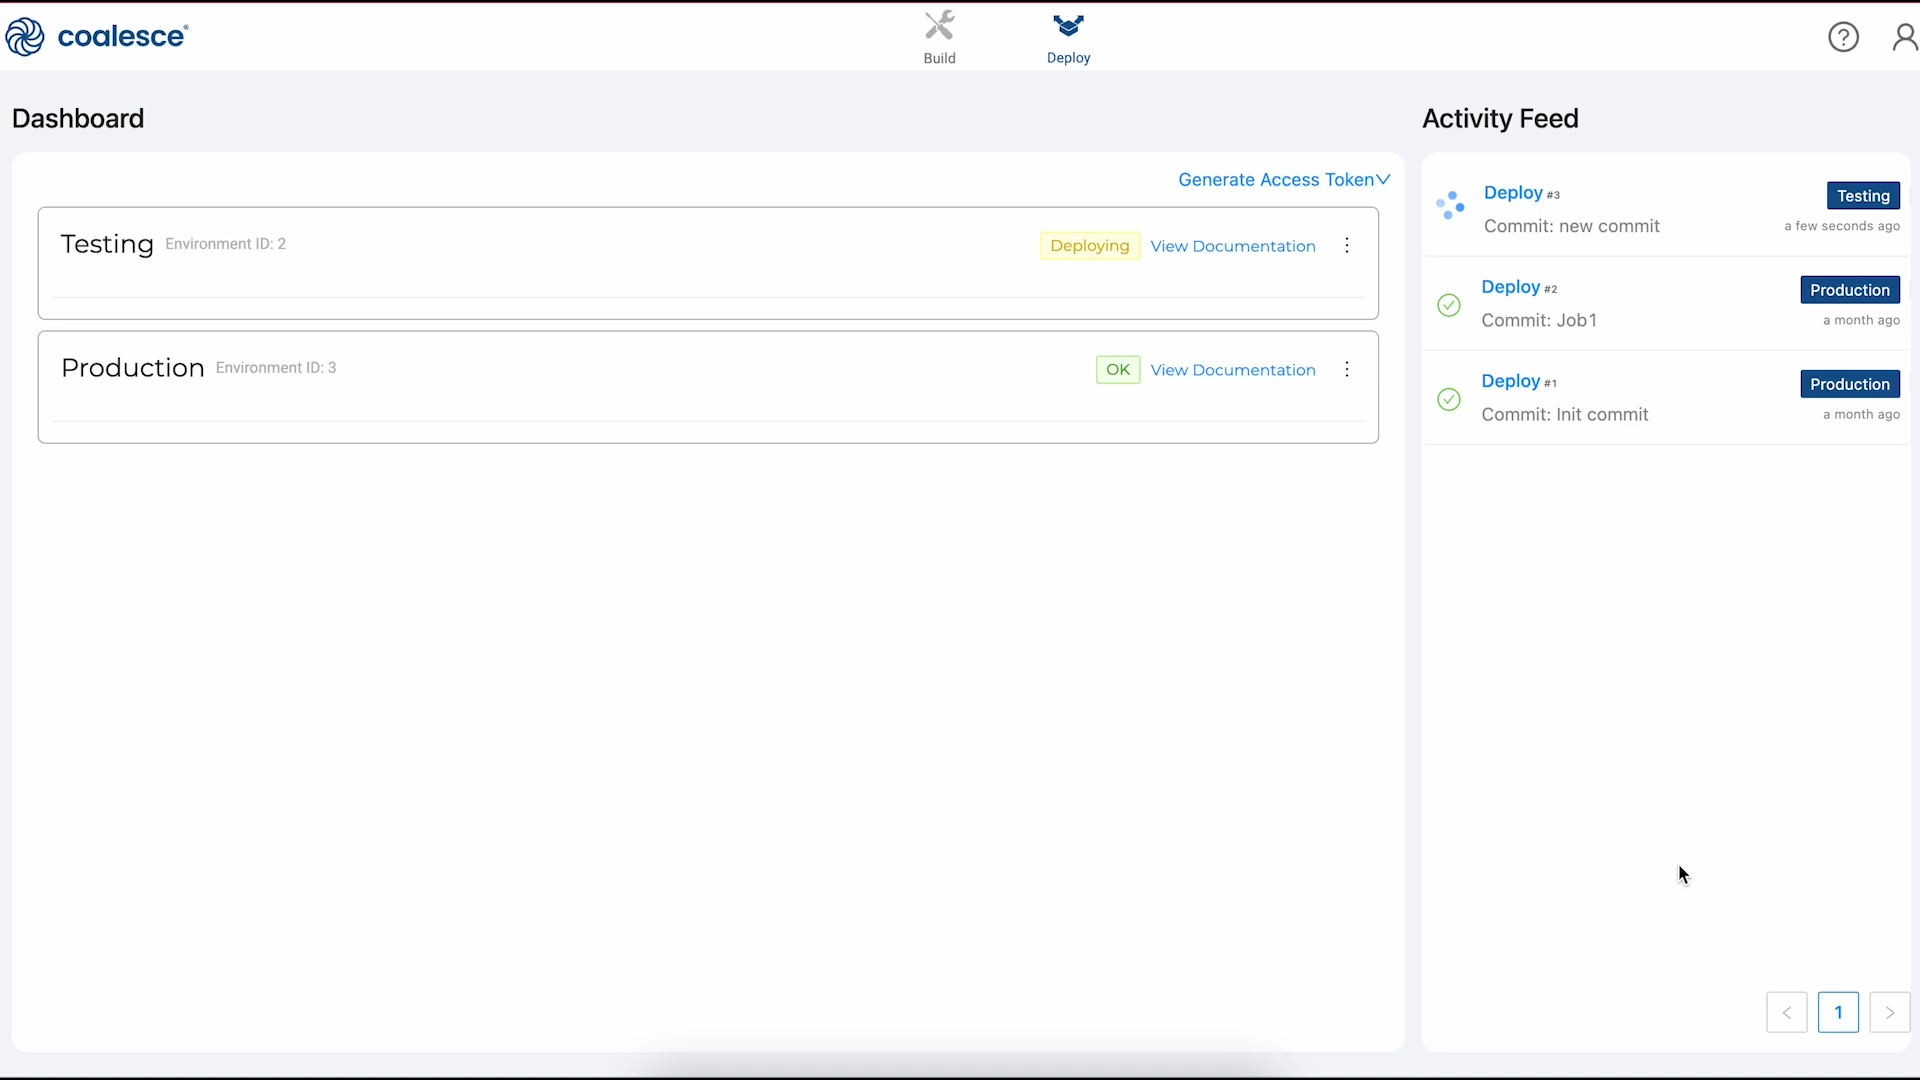 coalesce®
Build
Deploy
Dashboard
Generate Access Token
Testing Environment ID: 2
Deploying View Documentation
Production Environment ID: 3
OK View Documentation
Activity Feed
Deploy #3 Testing
Commit: new commit a few seconds ago
Deploy #2 Production
Commit: Job1 a month ago
Deploy #1 Production
Commit: Init commit a month ago
< 1 >